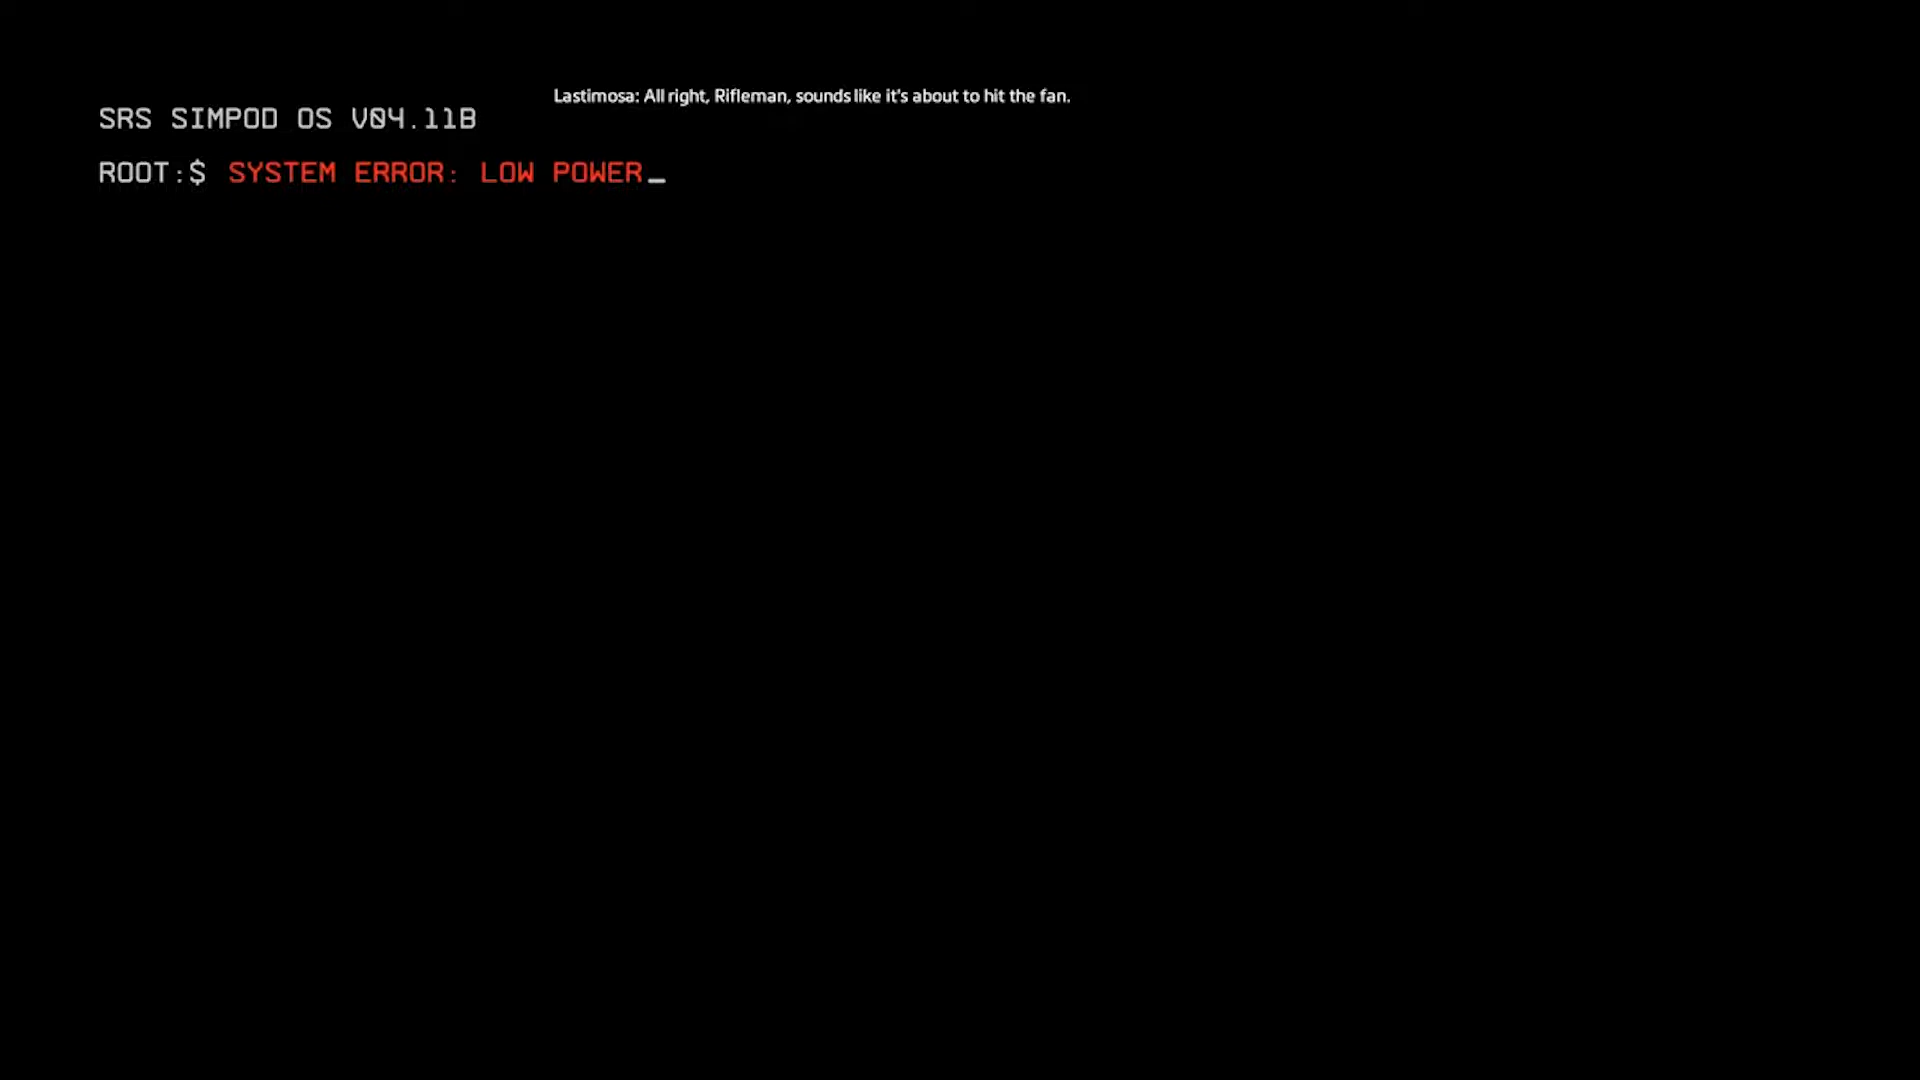 Lastimosa: All right, Rifleman, sounds like it's about to hit the fan.
SRS SIMPOD OS V04.11B
ROOT:$ SYSTEM ERROR: LOW POWER_